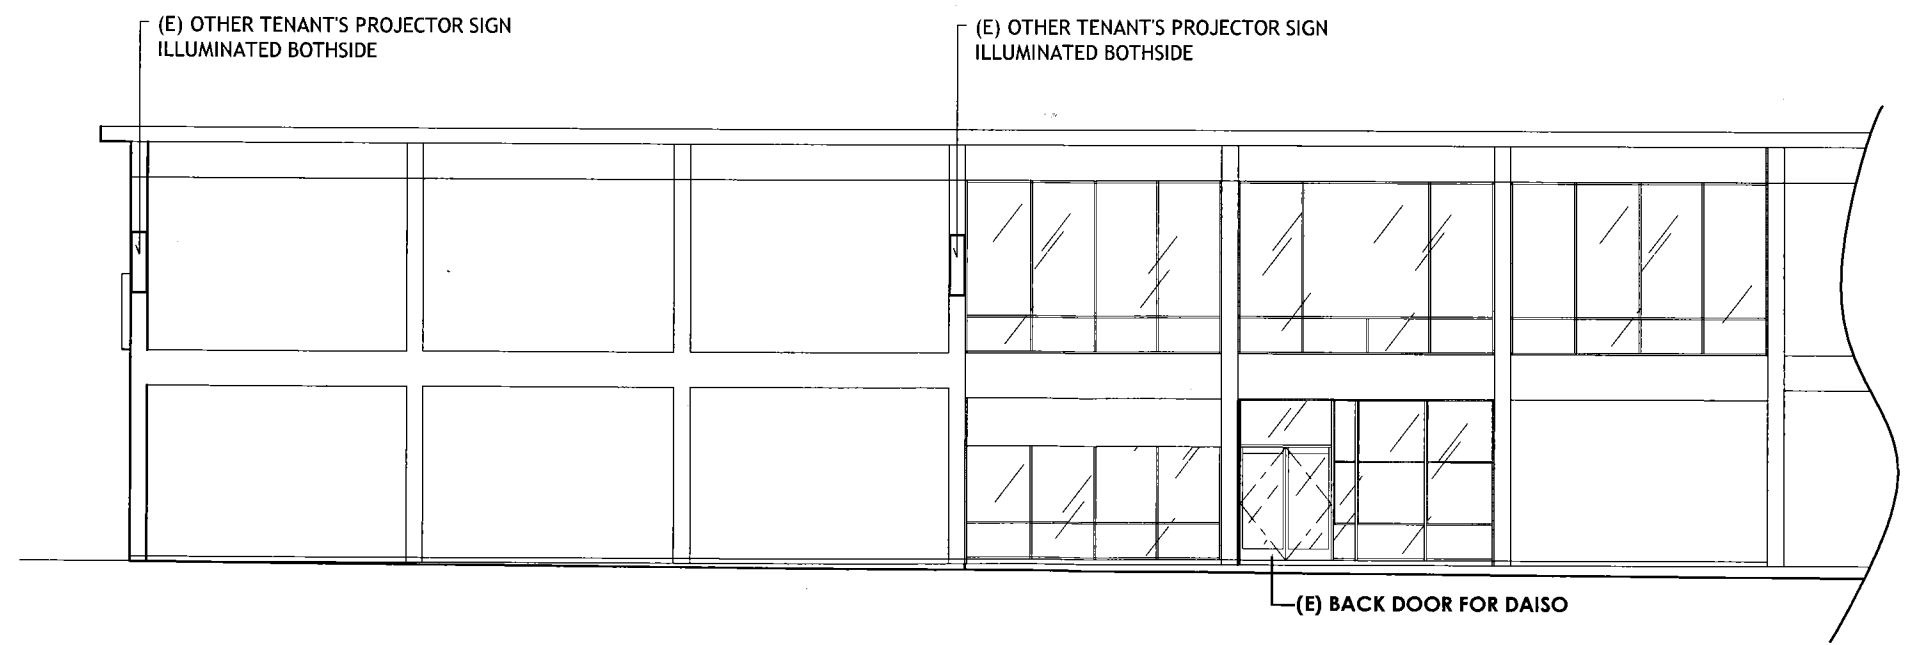 (E) OTHER TENANT'S PROJECTOR SIGN
ILLUMINATED BOTHSIDE
(E) OTHER TENANT'S PROJECTOR SIGN
ILLUMINATED BOTHSIDE
(E) BACK DOOR FOR DAISO